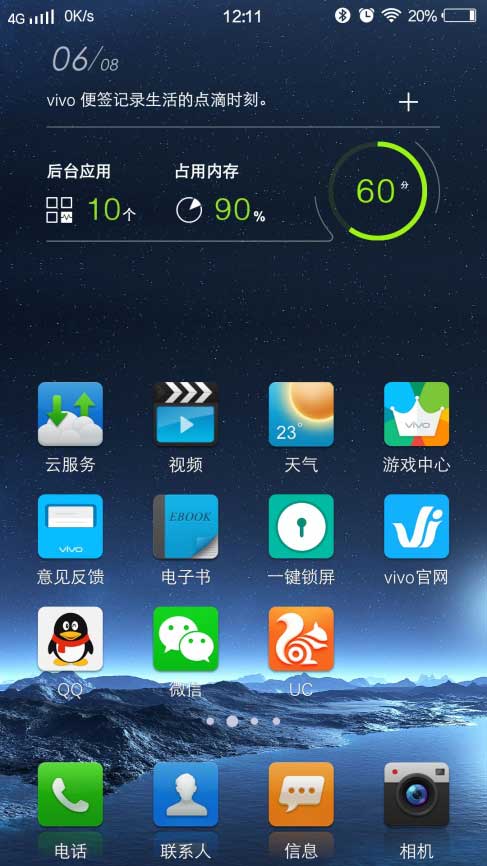 4G 0K/s 12:11 20%
06/08
vivo 便签记录生活的点滴时刻。
后台应用 占用内存
10个 90% 60分
23°
vivo
云服务 视频 天气 游戏中心
vivo
EBOOK
意见反馈 电子书 一键锁屏 vivo官网
QQ 微信 UC
电话 联系人 信息 相机